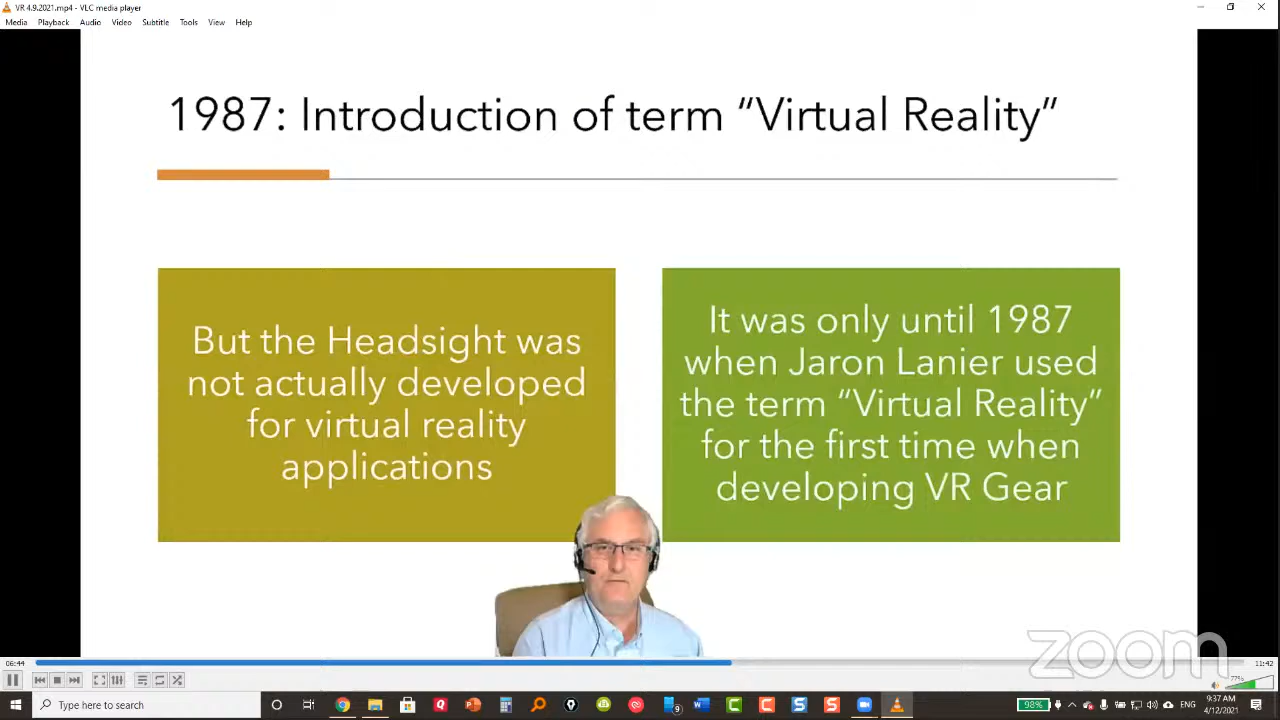 VR 4.9.2021.mp4 - VLC media player
Media Playback Audio Video Subtitle Tools View Help
1987: Introduction of term “Virtual Reality”
But the Headsight was
not actually developed
for virtual reality
applications
It was only until 1987
when Jaron Lanier used
the term “Virtual Reality”
for the first time when
developing VR Gear
zoom
06:44
11:42
77%
Type here to search
9
98%
ENG
9:37 AM
4/12/2021